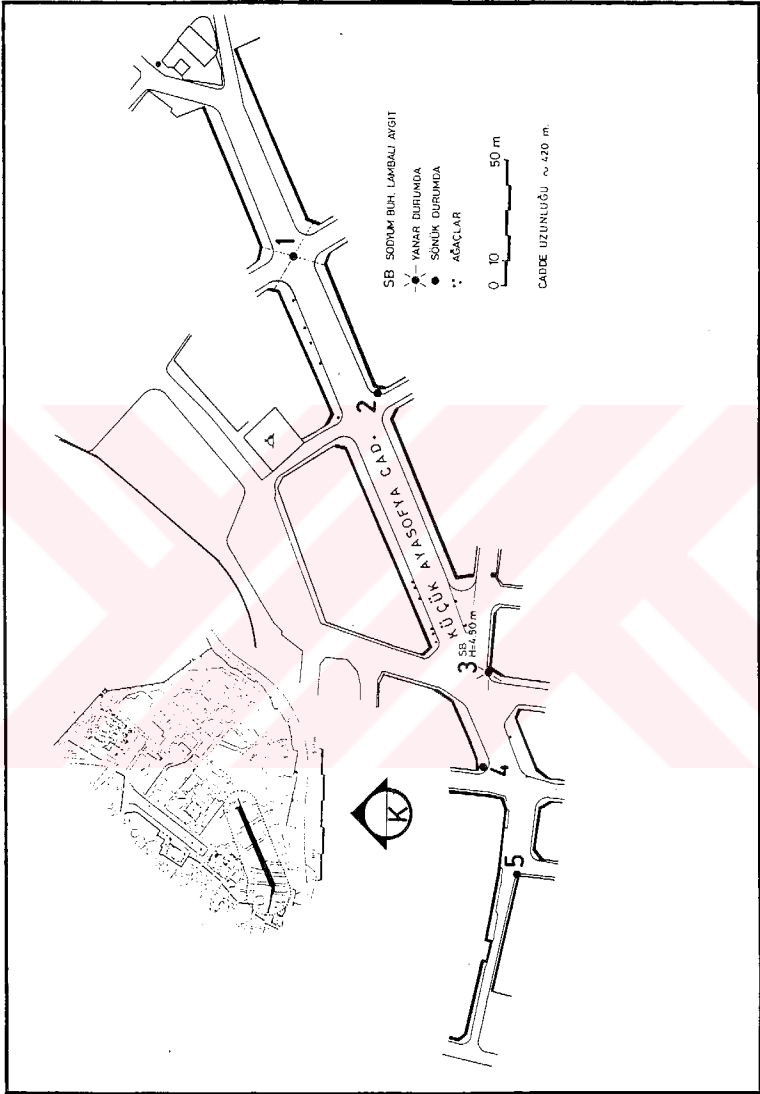 1
2
KÜÇÜK AYASOFYA CAD.
3 SB
H=4.90 m
4
5
K
SB SODYUM BUH. LAMBALI AYGIT
YANAR DURUMDA
SÖNÜK DURUMDA
AĞAÇLAR
0 10 50 m
CADDE UZUNLUĞU ~ 420 m.